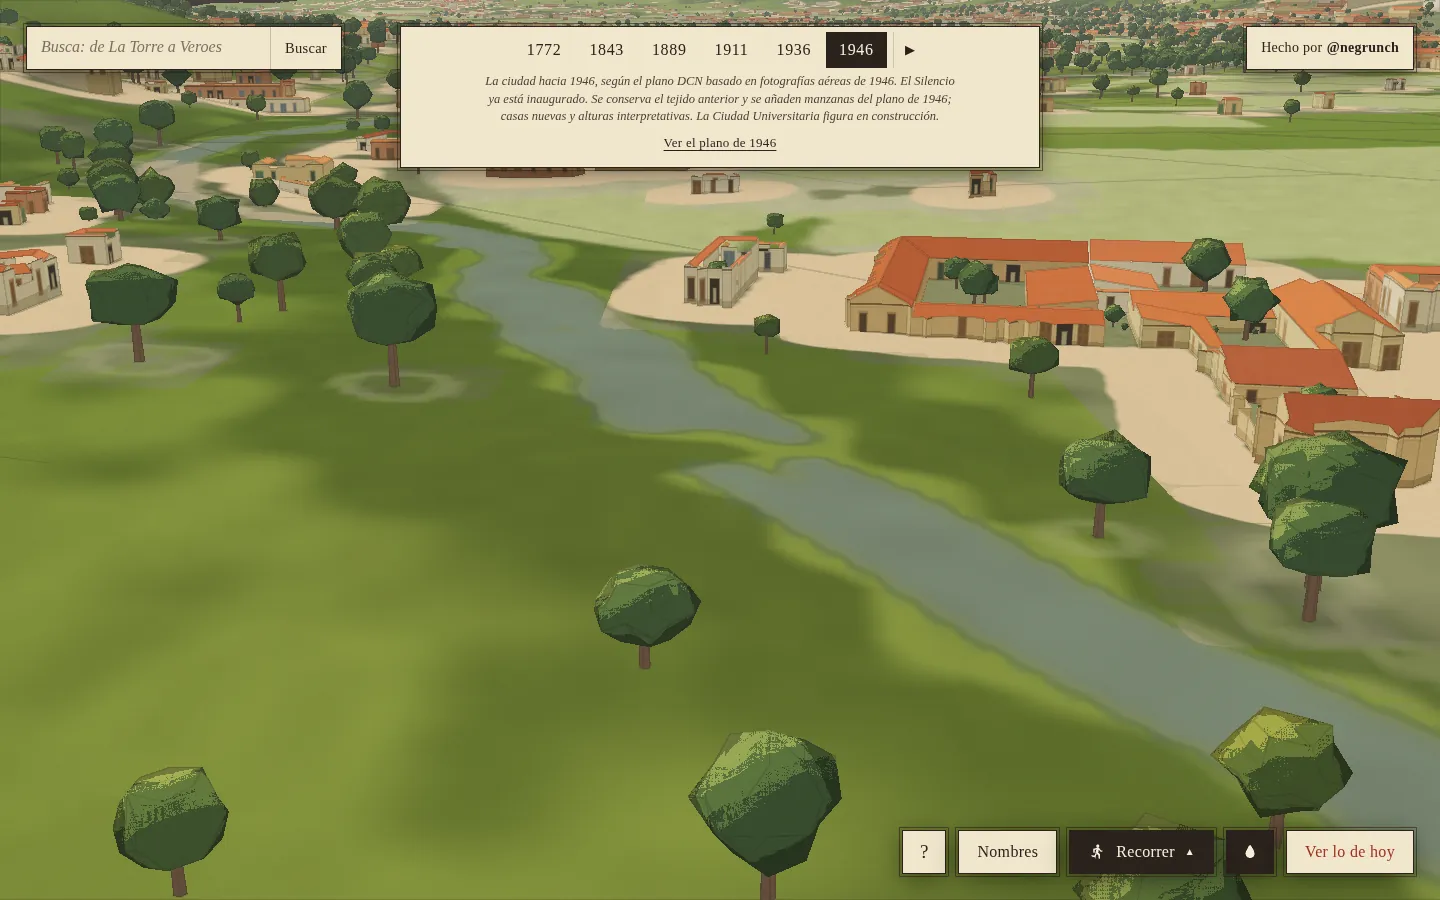 Busca: de La Torre a Veroes
Buscar
1772 1843 1889 1911 1936 1946 ▶
La ciudad hacia 1946, según el plano DCN basado en fotografías aéreas de 1946. El Silencio
ya está inaugurado. Se conserva el tejido anterior y se añaden manzanas del plano de 1946;
casas nuevas y alturas interpretativas. La Ciudad Universitaria figura en construcción.
Ver el plano de 1946
Hecho por @negrunch
?
Nombres
Recorrer ▲
Ver lo de hoy